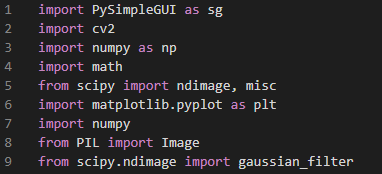 1 import PySimpleGUI as sg
2 import cv2
3 import numpy as np
4 import math
5 from scipy import ndimage, misc
6 import matplotlib.pyplot as plt
7 import numpy
8 from PIL import Image
9 from scipy.ndimage import gaussian_filter